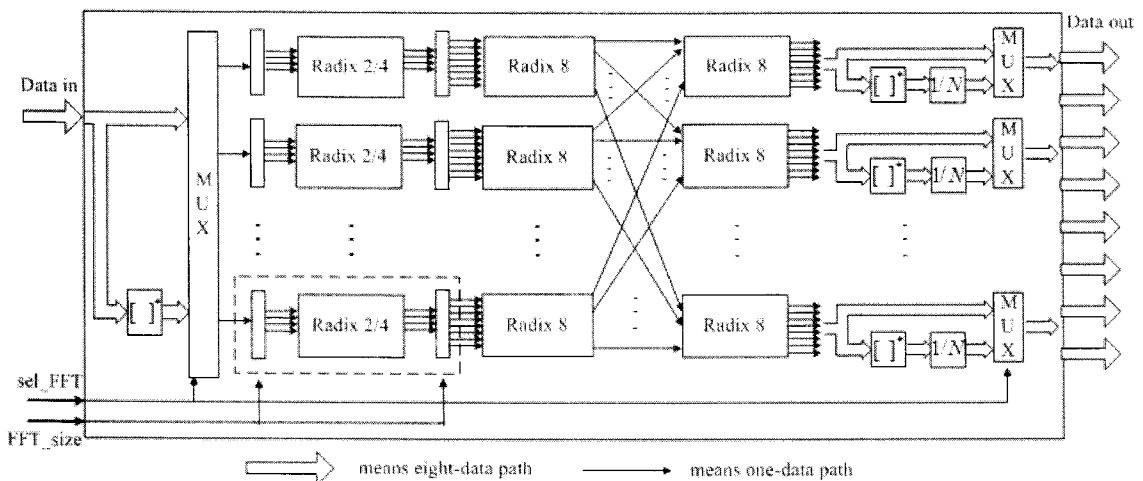 Data out
Data in
M U X
Radix 2/4
Radix 8
Radix 8
[ ]*
1/N
M U X
Radix 2/4
Radix 8
Radix 8
[ ]*
1/N
M U X
[ ]*
Radix 2/4
Radix 8
Radix 8
[ ]*
1/N
M U X
sel_FFT
FFT_size
means eight-data path
means one-data path